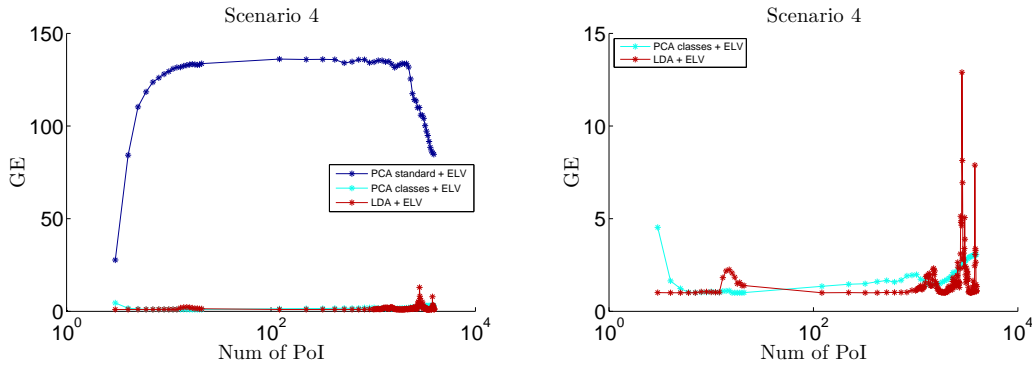 Scenario 4
150
100
50
0
GE
PCA standard + ELV
PCA classes + ELV
LDA + ELV
10^0
10^2
10^4
Num of PoI
Scenario 4
15
10
5
0
GE
PCA classes + ELV
LDA + ELV
10^0
10^2
10^4
Num of PoI